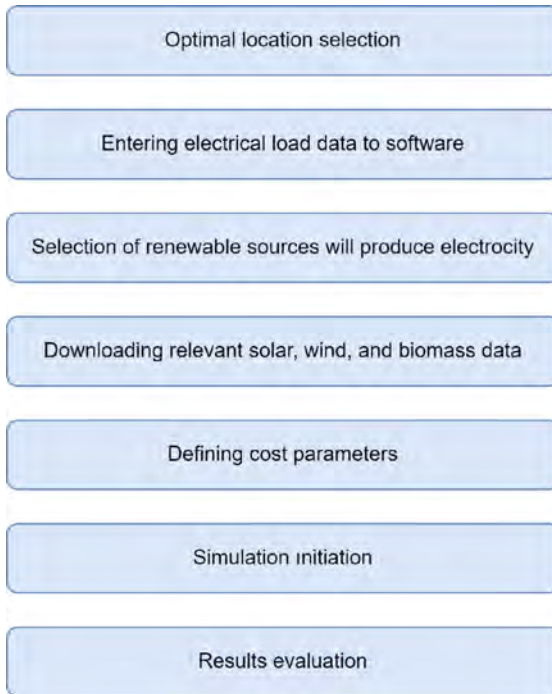 Optimal location selection
Entering electrical load data to software
Selection of renewable sources will produce electrocity
Downloading relevant solar, wind, and biomass data
Defining cost parameters
Simulation ınitiation
Results evaluation